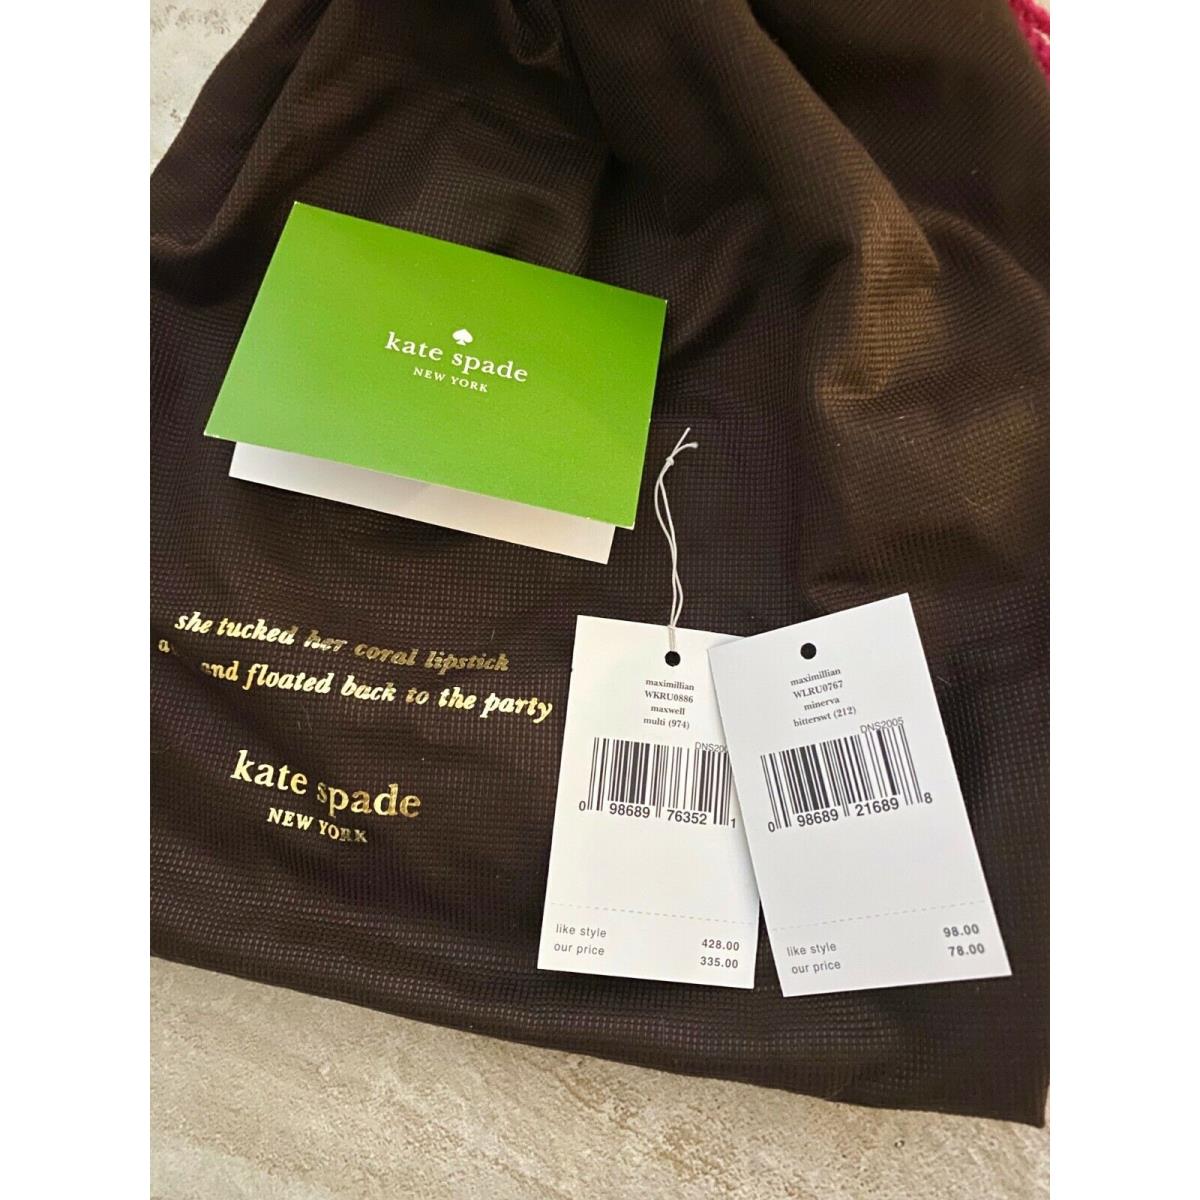 kate spade
NEW YORK
she tucked her coral lipstick
a nd floated back to the party
kate spade
NEW YORK
maximillian
WKRU0886
maxwell
multi (974)
DNS200
0 98689 76352 1
like style 428.00
our price 335.00
maximillian
WLRU0767
minerva
bitterswt (212)
DNS2005
0 98689 21689 8
like style 98.00
our price 78.00